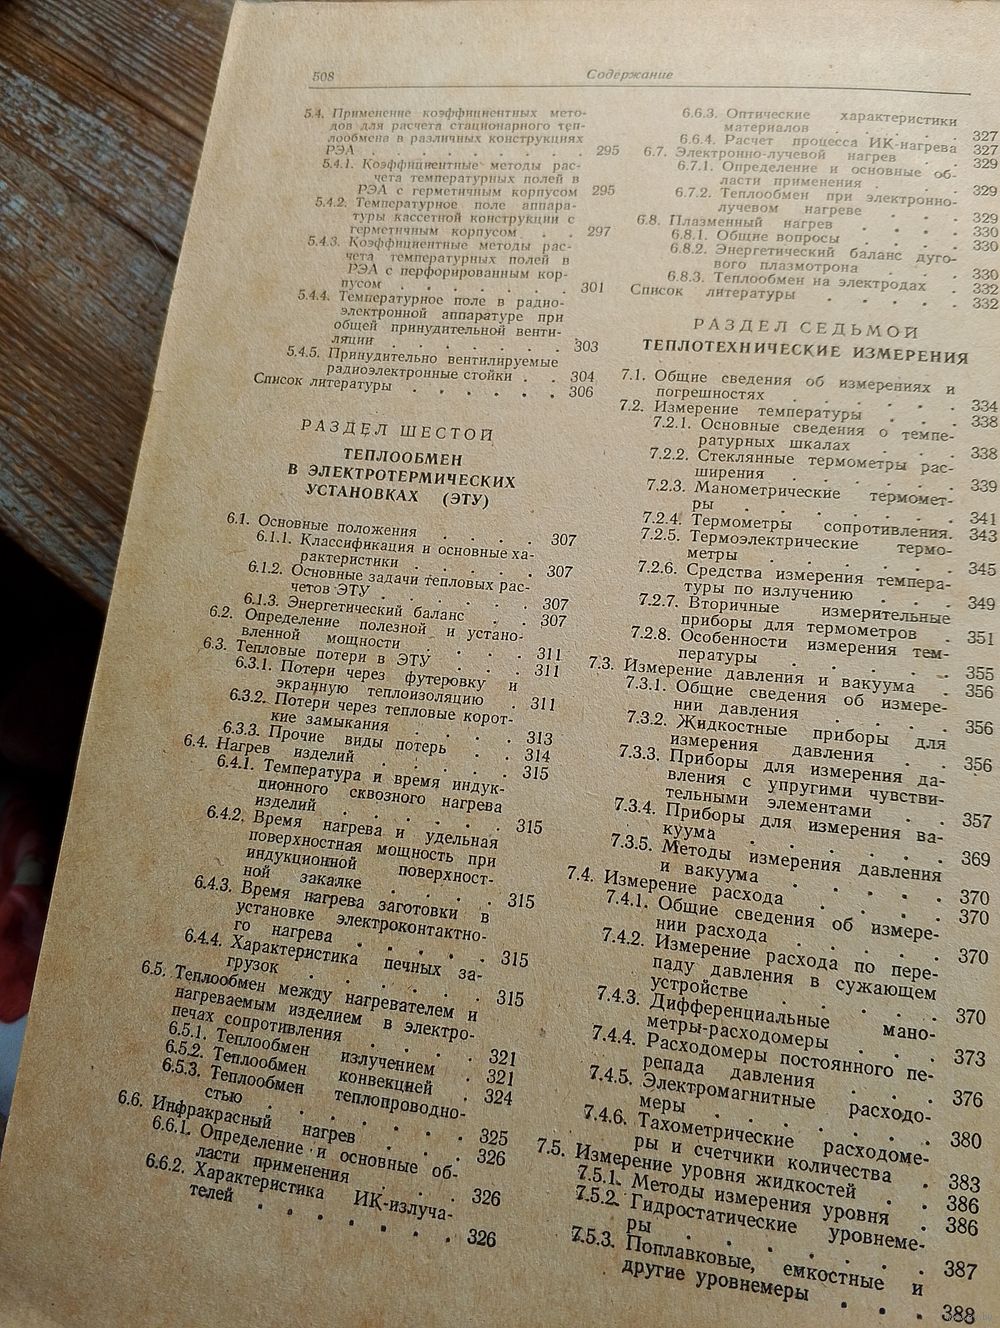 508
Содержание
5.4. Применение коэффициентных мето-
дов для расчета стационарного теп-
лообмена в различных конструкциях
РЭА . . . . . . . . 295
5.4.1. Коэффициентные методы рас-
чета температурных полей в
РЭА с герметичным корпусом 295
5.4.2. Температурное поле аппара-
туры кассетной конструкции с
герметичным корпусом . . 297
5.4.3. Коэффициентные методы рас-
чета температурных полей в
РЭА с перфорированным кор-
пусом . . . . . . . 301
5.4.4. Температурное поле в радио-
электронной аппаратуре при
общей принудительной венти-
ляции . . . . . . . 303
5.4.5. Принудительно вентилируемые
радиоэлектронные стойки . . 304
Список литературы . . . . . . 306
РАЗДЕЛ ШЕСТОЙ
ТЕПЛООБМЕН
В ЭЛЕКТРОТЕРМИЧЕСКИХ
УСТАНОВКАХ (ЭТУ)
6.1. Основные положения . . . . 307
6.1.1. Классификация и основные ха-
рактеристики . . . . . 307
6.1.2. Основные задачи тепловых рас-
четов ЭТУ . . . . . . 307
6.1.3. Энергетический баланс . . 307
6.2. Определение полезной и устано-
вленной мощности . . . . 311
6.3. Тепловые потери в ЭТУ . . . 311
6.3.1. Потери через футеровку и
экранную теплоизоляцию . 311
6.3.2. Потери через тепловые корот-
кие замыкания . . . . 313
6.3.3. Прочие виды потерь . . 314
6.4. Нагрев изделий . . . . . 315
6.4.1. Температура и время индук-
ционного сквозного нагрева
изделий . . . . . . 315
6.4.2. Время нагрева и удельная
поверхностная мощность при
индукционной поверхност-
ной закалке . . . . 315
6.4.3. Время нагрева заготовки в
установке электроконтактно-
го нагрева . . . . . 315
6.4.4. Характеристика печных за-
грузок . . . . . . 315
6.5. Теплообмен между нагревателем и
нагреваемым изделием в электро-
печах сопротивления . . . . 321
6.5.1. Теплообмен излучением . 321
6.5.2. Теплообмен конвекцией . 324
6.5.3. Теплообмен теплопроводно-
стью . . . . . . 325
6.6. Инфракрасный нагрев . . . . 326
6.6.1. Определение и основные об-
ласти применения . . . 326
6.6.2. Характеристика ИК-излуча-
телей . . . . . . 326
6.6.3. Оптические характеристики
материалов . . . . . 327
6.6.4. Расчет процесса ИК-нагрева 327
6.7. Электронно-лучевой нагрев . . 329
6.7.1. Определение и основные об-
ласти применения . . . 329
6.7.2. Теплообмен при электронно-
лучевом нагреве . . . 329
6.8. Плазменный нагрев . . . . 330
6.8.1. Общие вопросы . . . . 330
6.8.2. Энергетический баланс дуго-
вого плазмотрона . . . 330
6.8.3. Теплообмен на электродах . 332
Список литературы . . . . . 332
РАЗДЕЛ СЕДЬМОЙ
ТЕПЛОТЕХНИЧЕСКИЕ ИЗМЕРЕНИЯ
7.1. Общие сведения об измерениях и
погрешностях . . . . . . 334
7.2. Измерение температуры . . . 338
7.2.1. Основные сведения о темпе-
ратурных шкалах . . . 338
7.2.2. Стеклянные термометры рас-
ширения . . . . . . 339
7.2.3. Манометрические термомет-
ры . . . . . . . 341
7.2.4. Термометры сопротивления. 343
7.2.5. Термоэлектрические термо-
метры . . . . . . 345
7.2.6. Средства измерения темпера-
туры по излучению . . . 349
7.2.7. Вторичные измерительные
приборы для термометров . 351
7.2.8. Особенности измерения тем-
пературы . . . . . 355
7.3. Измерение давления и вакуума . 356
7.3.1. Общие сведения об измере-
нии давления . . . . 356
7.3.2. Жидкостные приборы для
измерения давления . . 356
7.3.3. Приборы для измерения да-
вления с упругими чувстви-
тельными элементами . . 357
7.3.4. Приборы для измерения ва-
куума . . . . . . 369
7.3.5. Методы измерения давления
и вакуума . . . . . 370
7.4. Измерение расхода . . . . 370
7.4.1. Общие сведения об измере-
нии расхода . . . . 370
7.4.2. Измерение расхода по пере-
паду давления в сужающем
устройстве . . . . . 370
7.4.3. Дифференциальные мано-
метры-расходомеры . . . 373
7.4.4. Расходомеры постоянного пе-
репада давления . . . 376
7.4.5. Электромагнитные расходо-
меры . . . . . . 380
7.4.6. Тахометрические расходоме-
ры и счетчики количества . 383
7.5. Измерение уровня жидкостей . . 386
7.5.1. Методы измерения уровня . 386
7.5.2. Гидростатические уровнеме-
ры . . . . . . . 387
7.5.3. Поплавковые, емкостные и
другие уровнемеры . . . 388